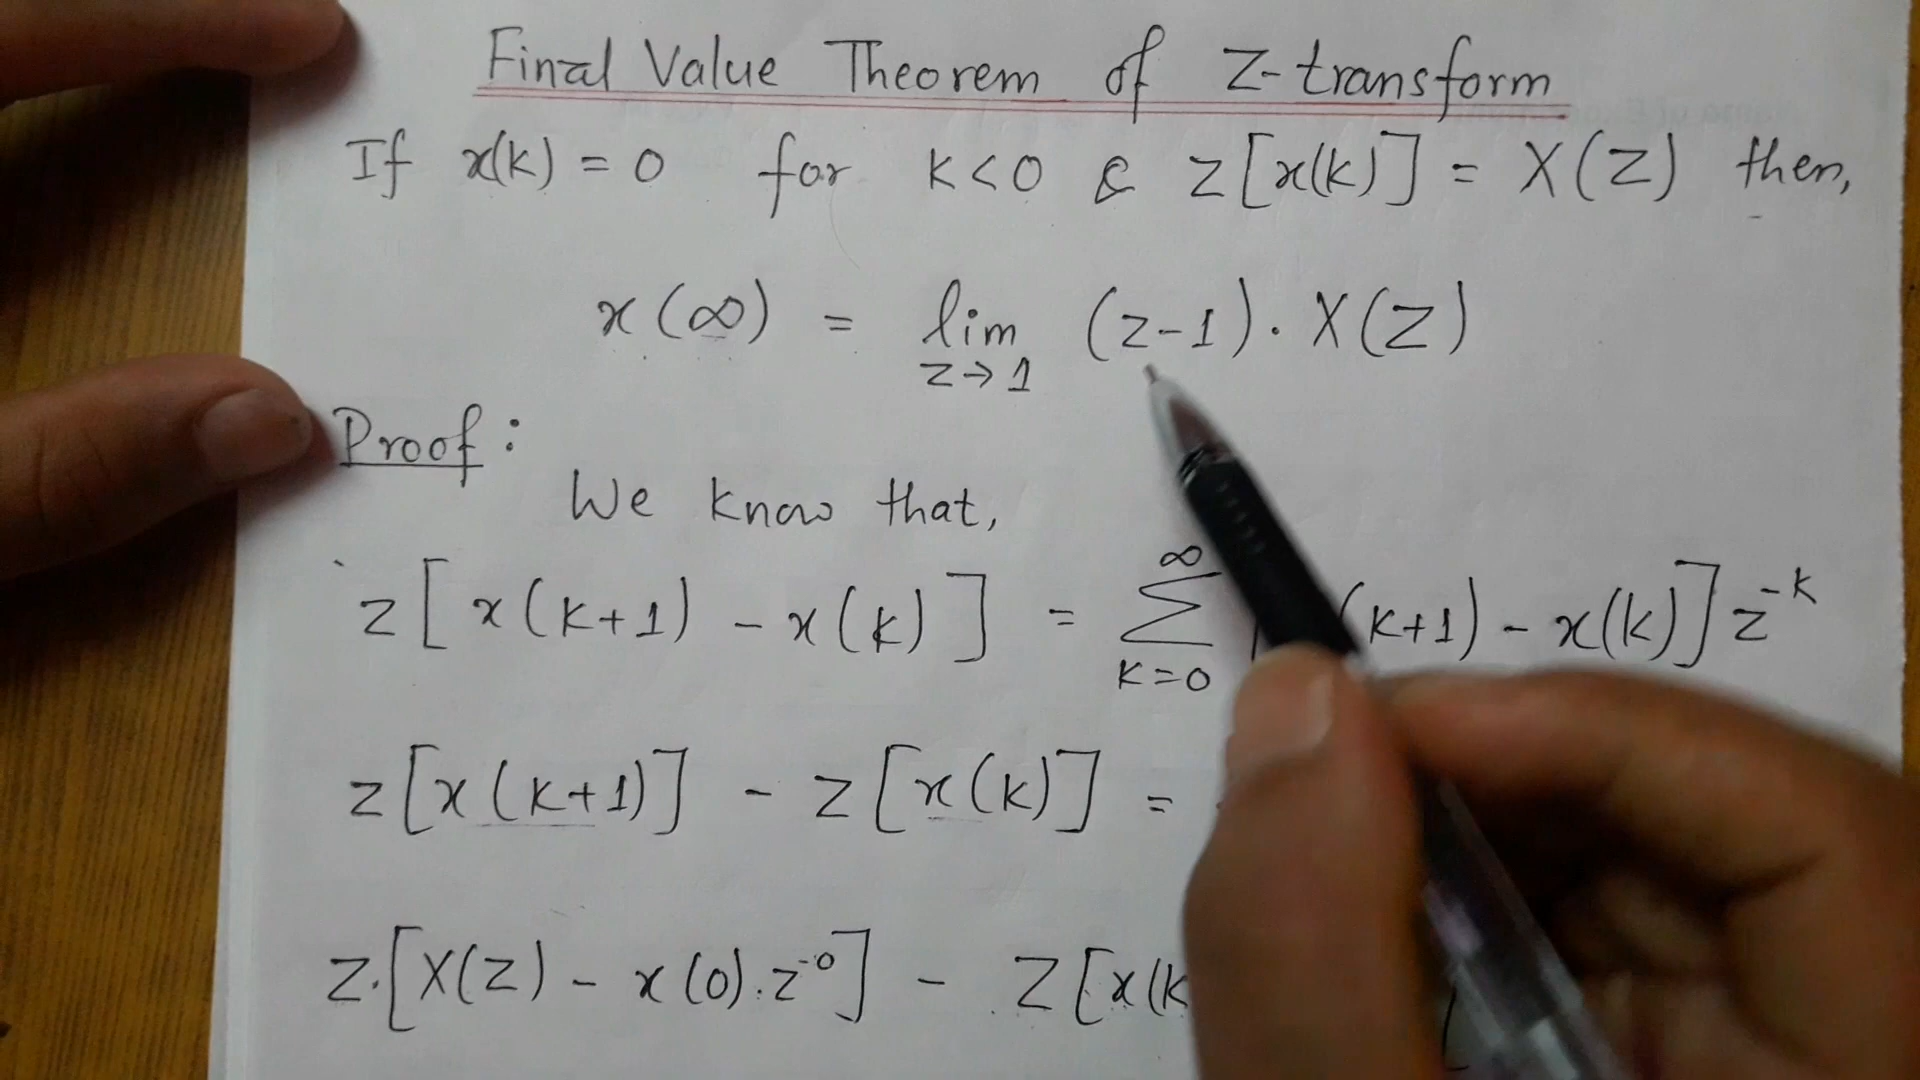 Final Value Theorem of Z-transform
If x(k) = 0 for k<0 & Z[x(k)] = X(Z) then,
x(∞) = lim (z-1). X(Z)
z→1
Proof:
We know that,
∞
z[x(k+1) - x(k)] = Σ (k+1) - x(k)] z^-k
k=0
z[x(k+1)] - z[x(k)] =
z.[X(Z) - x(0).z^-0] - Z[x(k